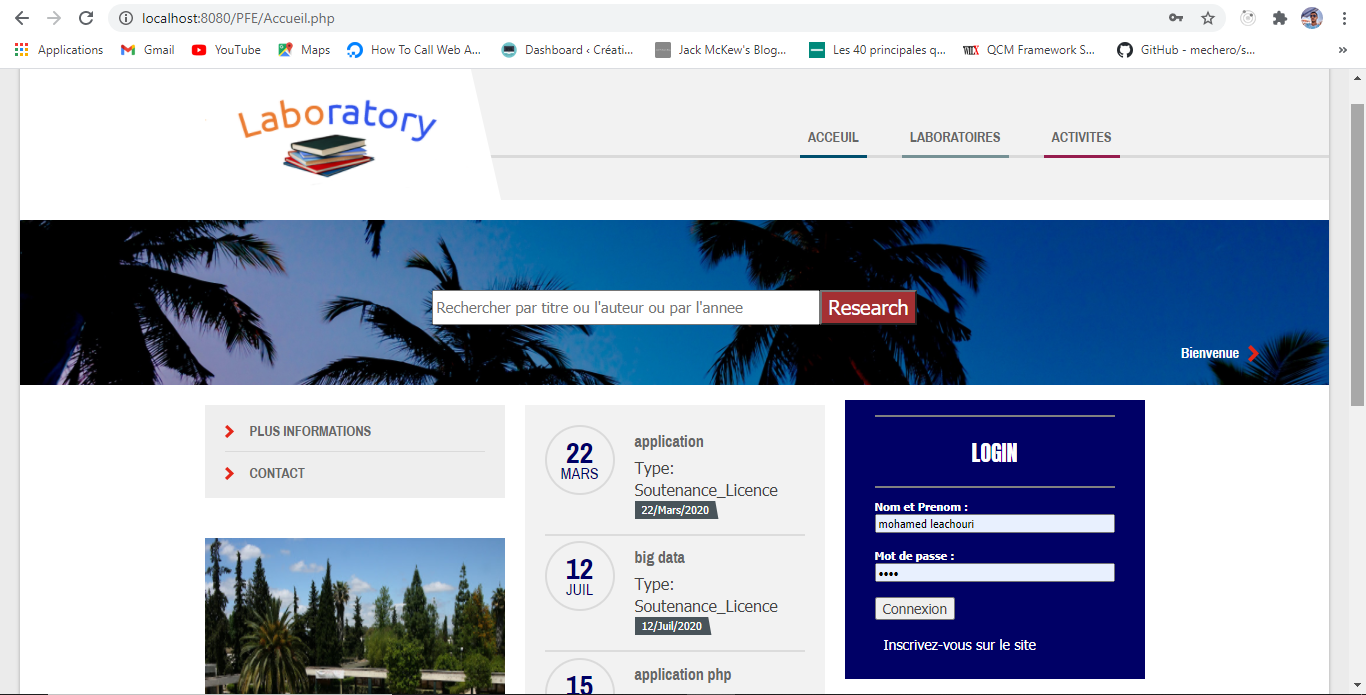 localhost:8080/PFE/Accueil.php
Applications Gmail YouTube Maps How To Call Web A... Dashboard ‹ Créati... Jack McKew's Blog... Les 40 principales q... QCM Framework S... GitHub - mechero/s... »
Laboratory
ACCEUIL LABORATOIRES ACTIVITES
Rechercher par titre ou l'auteur ou par l'annee Research
Bienvenue
PLUS INFORMATIONS
CONTACT
22
MARS
application
Type:
Soutenance_Licence
22/Mars/2020
12
JUIL
big data
Type:
Soutenance_Licence
12/Juil/2020
15
application php
LOGIN
Nom et Prenom :
mohamed leachouri
Mot de passe :
••••
Connexion
Inscrivez-vous sur le site